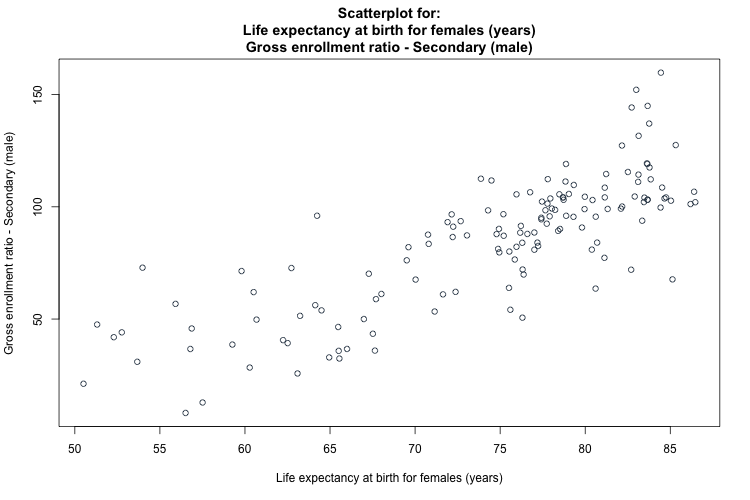 Scatterplot for:
Life expectancy at birth for females (years)
Gross enrollment ratio - Secondary (male)
Gross enrollment ratio - Secondary (male)
150
100
50
50 55 60 65 70 75 80 85
Life expectancy at birth for females (years)